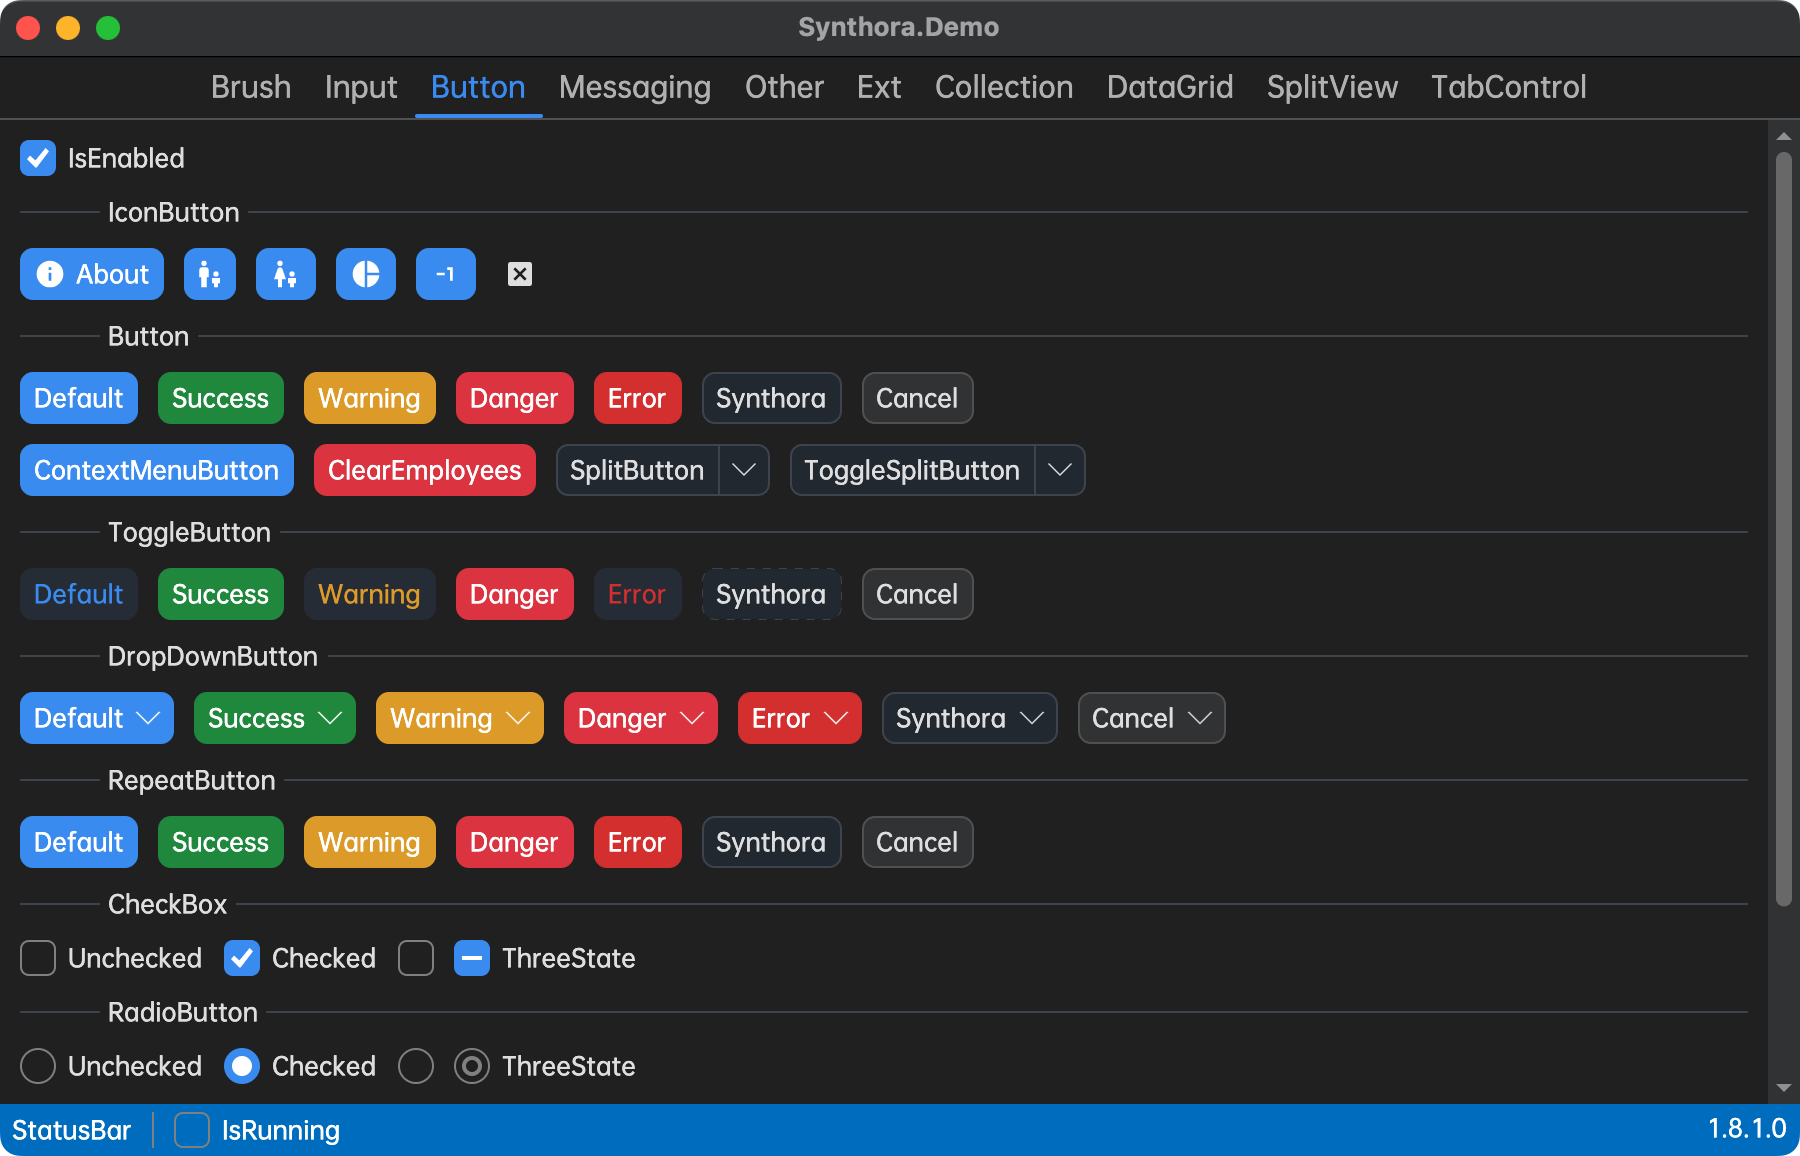 Synthora.Demo
Brush Input Button Messaging Other Ext Collection DataGrid SplitView TabControl
IsEnabled
IconButton
About -1
Button
Default Success Warning Danger Error Synthora Cancel
ContextMenuButton ClearEmployees SplitButton ToggleSplitButton
ToggleButton
Default Success Warning Danger Error Synthora Cancel
DropDownButton
Default Success Warning Danger Error Synthora Cancel
RepeatButton
Default Success Warning Danger Error Synthora Cancel
CheckBox
Unchecked Checked ThreeState
RadioButton
Unchecked Checked ThreeState
StatusBar IsRunning 1.8.1.0